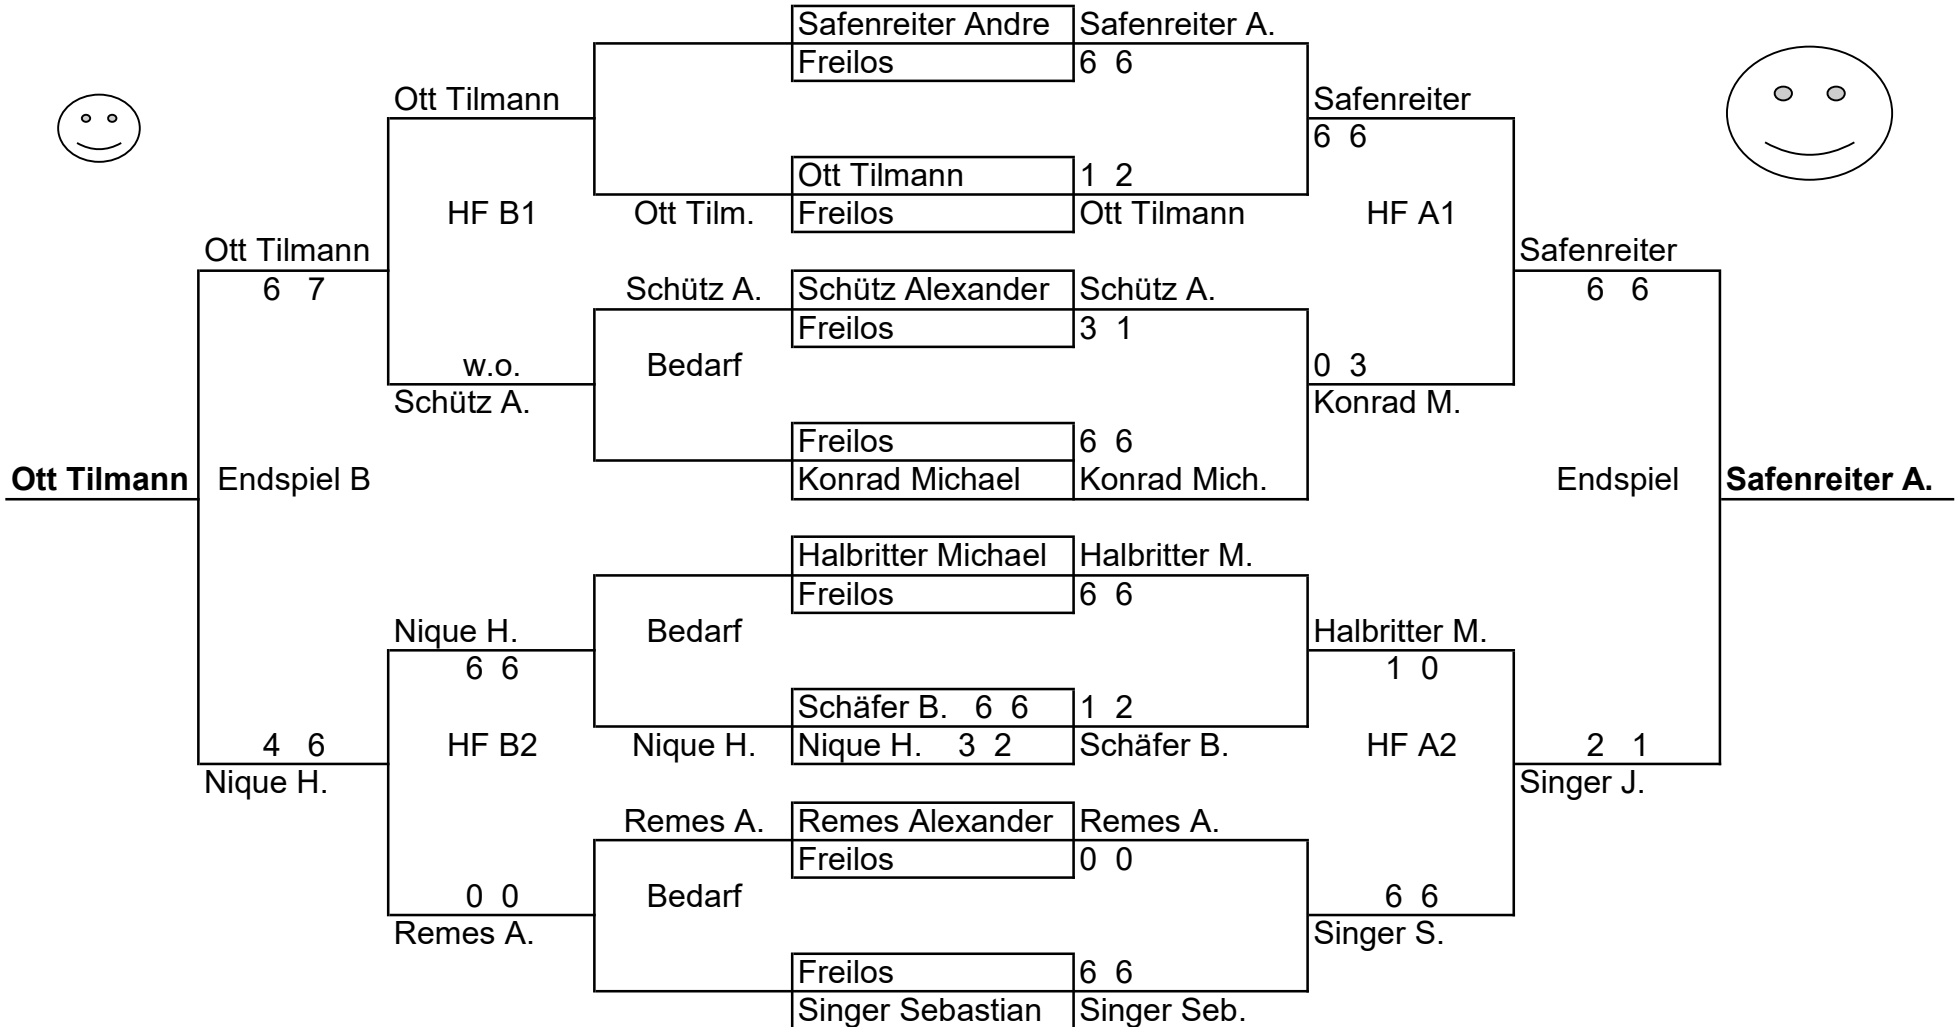 Safenreiter Andre Safenreiter A.
Freilos 6 6
Ott Tilmann Safenreiter
6 6
Ott Tilmann 1 2
HF B1 Ott Tilm. Freilos Ott Tilmann HF A1
Ott Tilmann Safenreiter
6 7 Schütz A. Schütz Alexander Schütz A. 6 6
Freilos 3 1
w.o. Bedarf 0 3
Schütz A. Konrad M.
Freilos 6 6
Ott Tilmann Endspiel B Konrad Michael Konrad Mich. Endspiel Safenreiter A.
Halbritter Michael Halbritter M.
Freilos 6 6
Nique H. Bedarf Halbritter M.
6 6 1 0
Schäfer B. 6 6 1 2
4 6 HF B2 Nique H. Nique H. 3 2 Schäfer B. HF A2 2 1
Nique H. Singer J.
Remes A. Remes Alexander Remes A.
Freilos 0 0
0 0 Bedarf 6 6
Remes A. Singer S.
Freilos 6 6
Singer Sebastian Singer Seb.